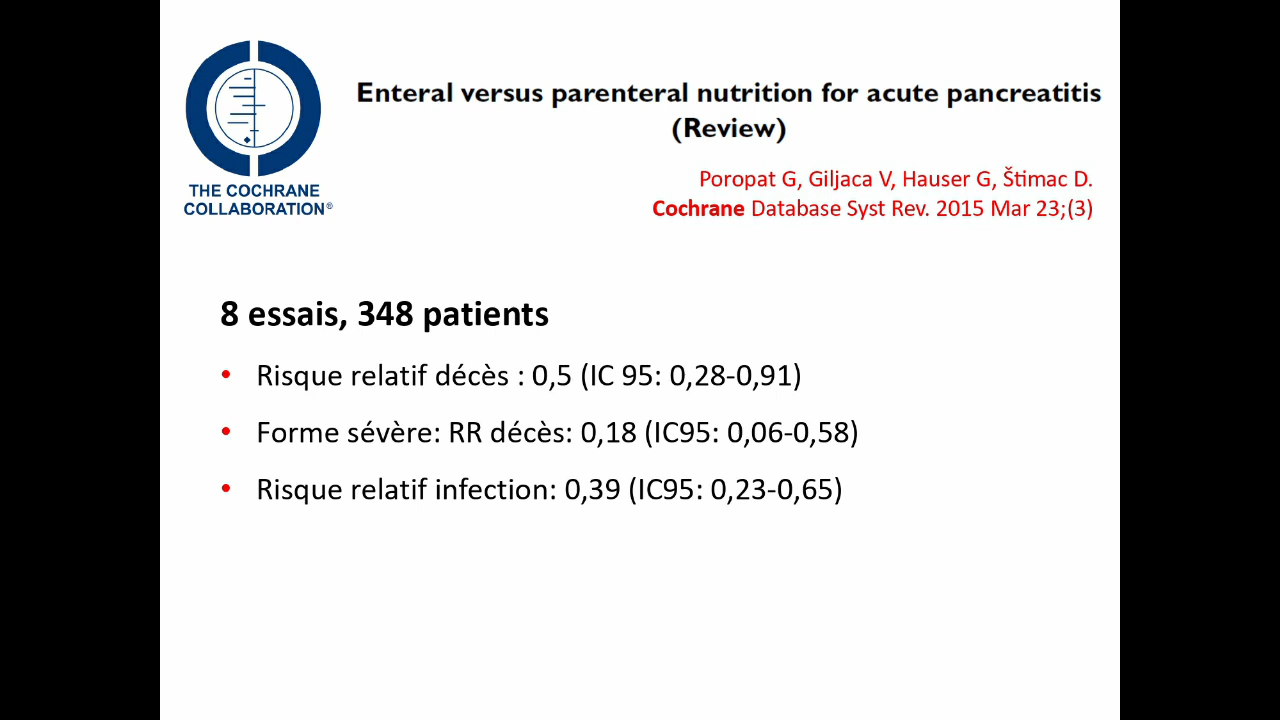 THE COCHRANE
COLLABORATION®
Enteral versus parenteral nutrition for acute pancreatitis
(Review)
Poropat G, Giljaca V, Hauser G, Štimac D.
Cochrane Database Syst Rev. 2015 Mar 23;(3)
8 essais, 348 patients
• Risque relatif décès : 0,5 (IC 95: 0,28-0,91)
• Forme sévère: RR décès: 0,18 (IC95: 0,06-0,58)
• Risque relatif infection: 0,39 (IC95: 0,23-0,65)